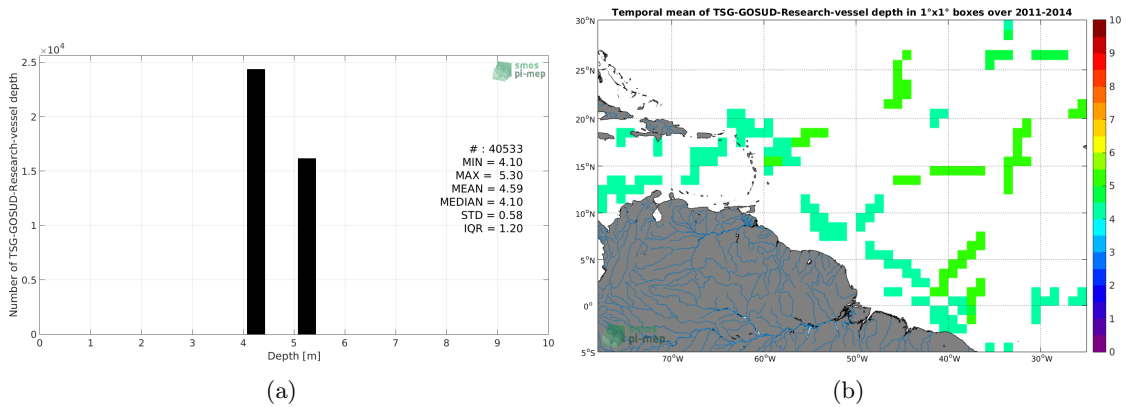 ×10⁴
2.5
2
1.5
1
0.5
0
0 1 2 3 4 5 6 7 8 9 10
Number of TSG-GOSUD-Research-vessel depth
Depth [m]
smos
pi-mep
# : 40533
MIN = 4.10
MAX = 5.30
MEAN = 4.59
MEDIAN = 4.10
STD = 0.58
IQR = 1.20
(a)
Temporal mean of TSG-GOSUD-Research-vessel depth in 1°x1° boxes over 2011-2014
30°N
25°N
20°N
15°N
10°N
5°N
0°
5°S
70°W 60°W 50°W 40°W 30°W
smos
pi-mep
10
9
8
7
6
5
4
3
2
1
0
(b)